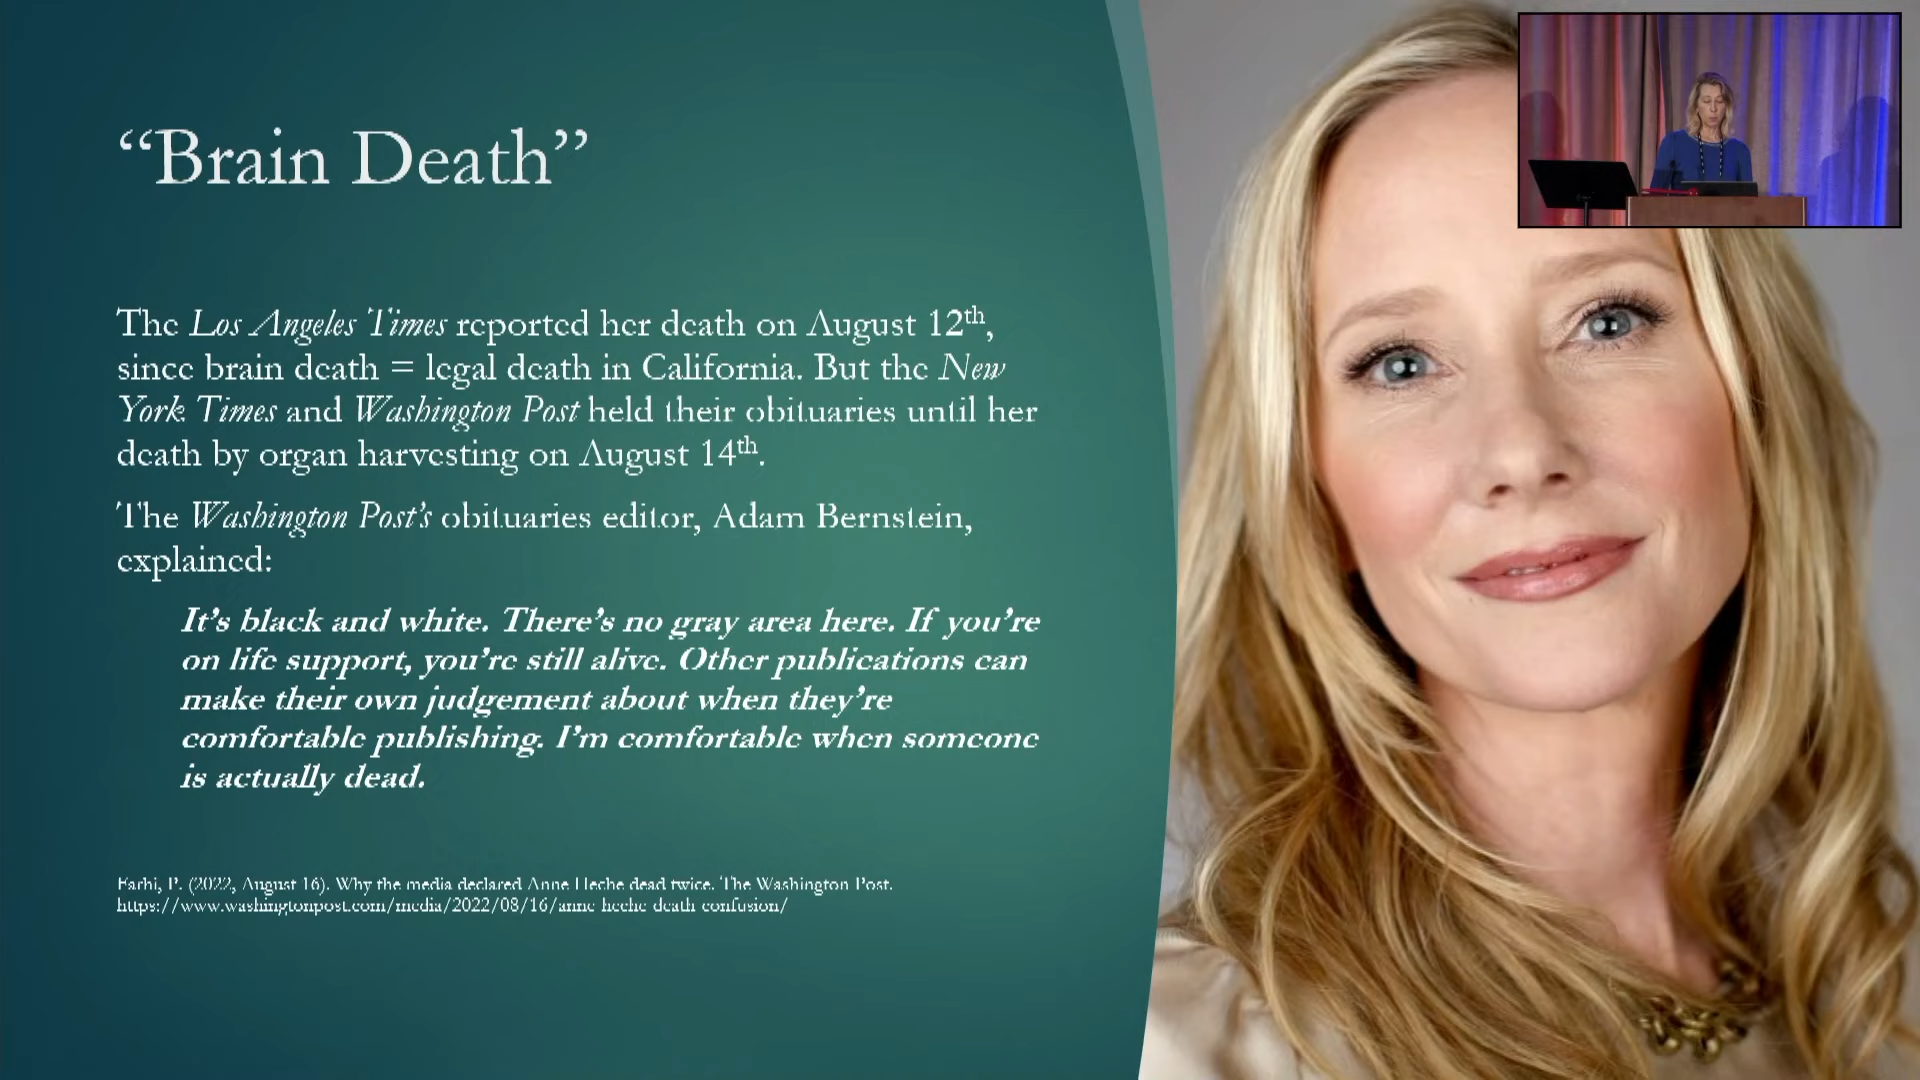 “Brain Death”
The Los Angeles Times reported her death on August 12th,
since brain death = legal death in California. But the New
York Times and Washington Post held their obituaries until her
death by organ harvesting on August 14th.
The Washington Post’s obituaries editor, Adam Bernstein,
explained:
It’s black and white. There’s no gray area here. If you’re
on life support, you’re still alive. Other publications can
make their own judgement about when they’re
comfortable publishing. I’m comfortable when someone
is actually dead.
Farhi, P. (2022, August 16). Why the media declared Anne Heche dead twice. The Washington Post.
https://www.washingtonpost.com/media/2022/08/16/anne-heche-death-confusion/